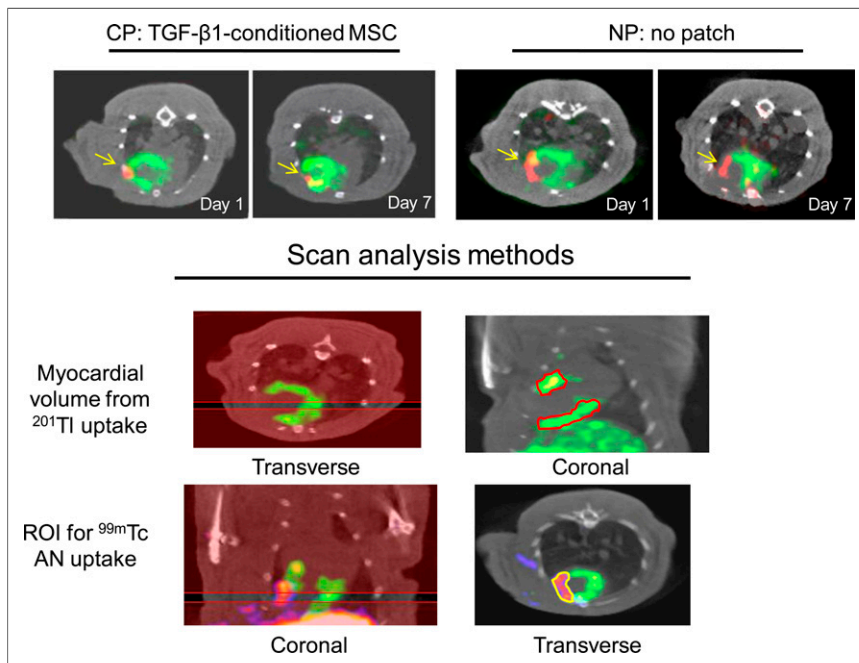 CP: TGF-β1-conditioned MSC
NP: no patch
Day 1
Day 7
Day 1
Day 7
Scan analysis methods
Myocardial
volume from
²⁰¹Tl uptake
Transverse
Coronal
ROI for ⁹⁹ᵐTc
AN uptake
Coronal
Transverse